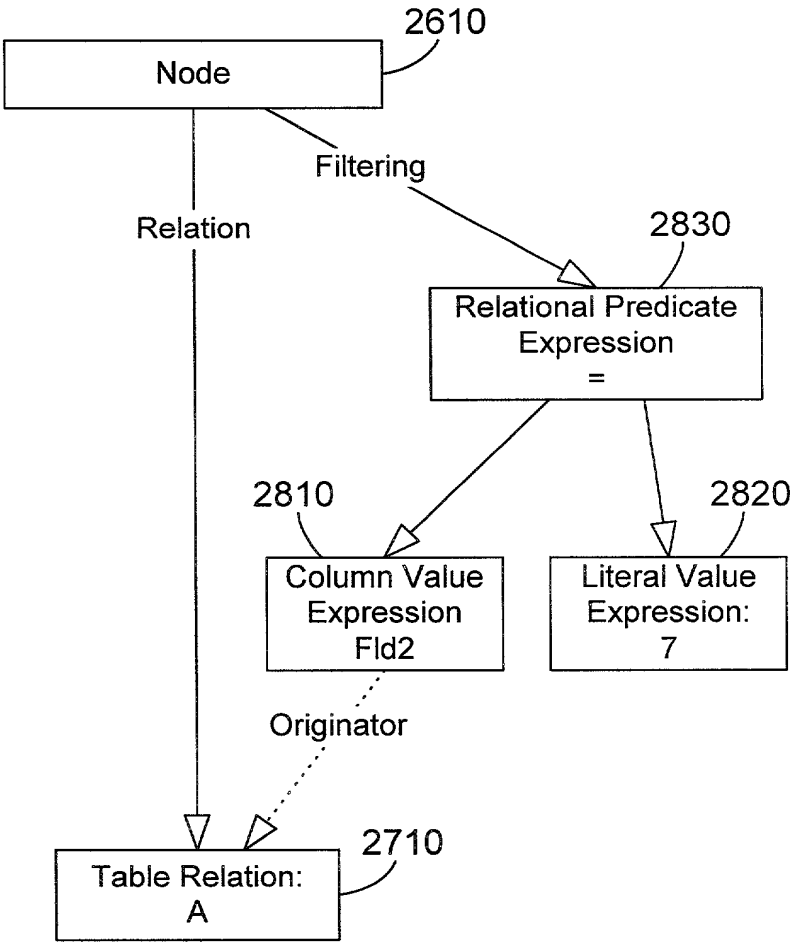 2610
Node
Filtering
Relation
2830
Relational Predicate
Expression
=
2810
2820
Column Value
Expression
Fld2
Literal Value
Expression:
7
Originator
2710
Table Relation:
A